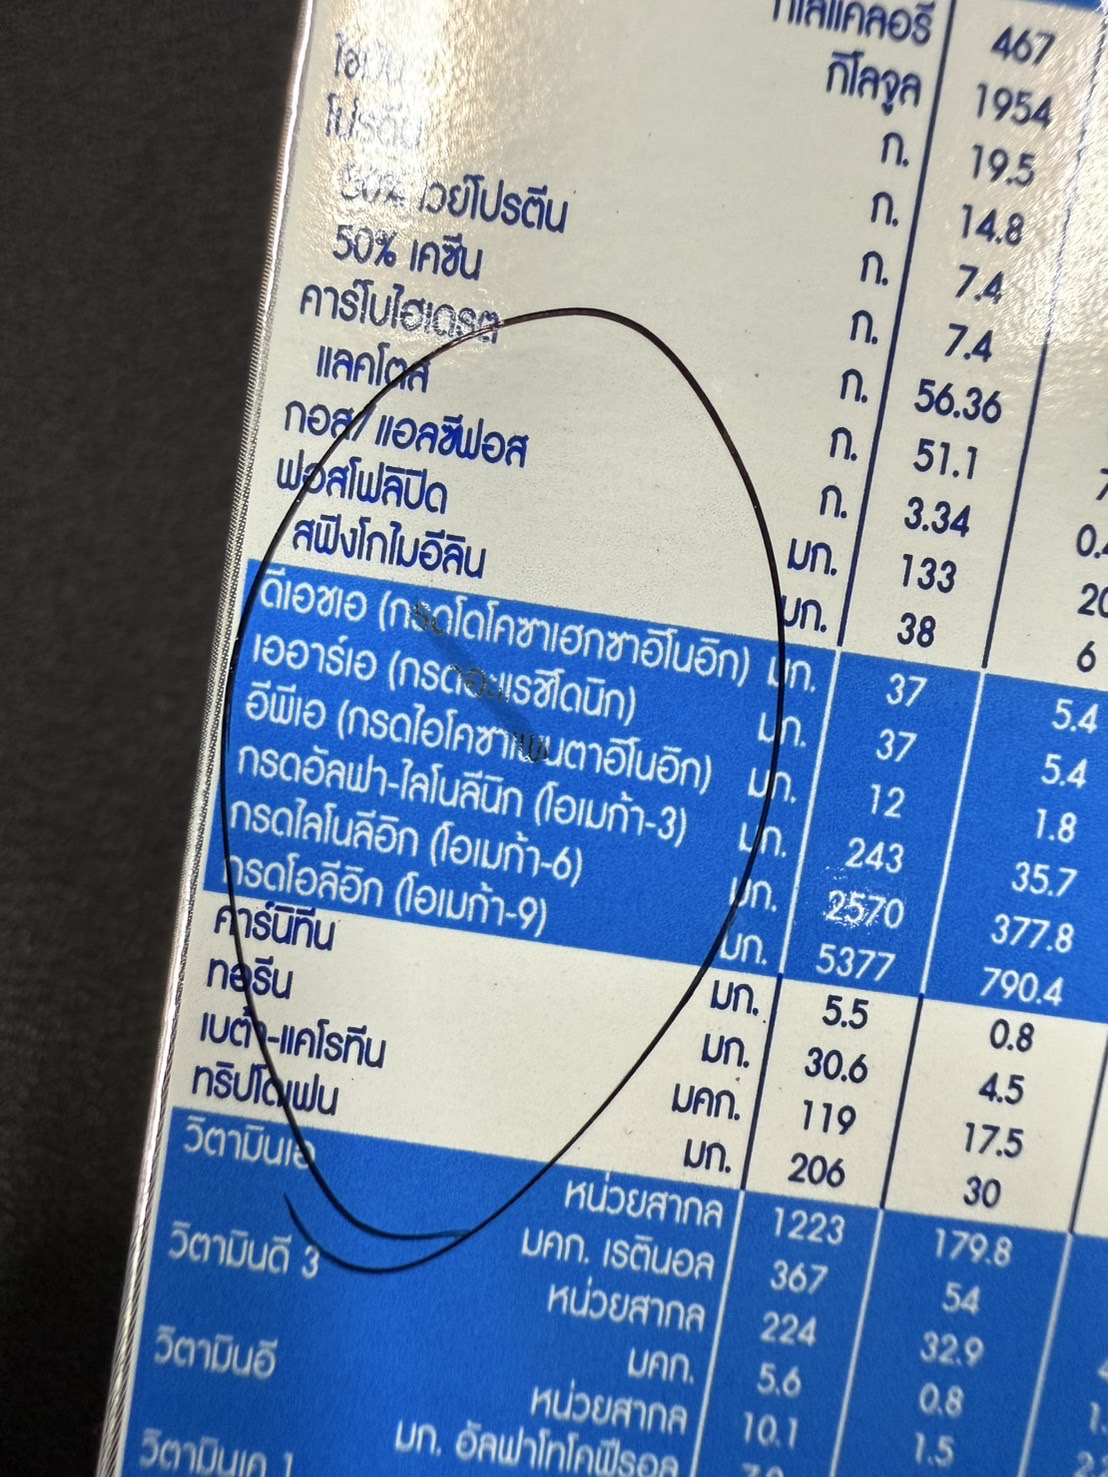 กิโลแคลอรี 467
กิโลจูล 1954
ไขมัน ก. 19.5
โปรตีน ก. 14.8
50% เวย์โปรตีน ก. 7.4
50% เคซีน ก. 7.4
คาร์โบไฮเดรต ก. 56.36
แลคโตส ก. 51.1
กอส/แอลซีฟอส ก. 3.34
ฟอสโฟลิปิด มก. 133
สฟิงโกไมอีลิน มก. 38 6
ดีเอชเอ (กรดโดโคซาเฮกซาอีโนอิก) มก. 37 5.4
เออาร์เอ (กรดอะแรชิโดนิก) มก. 37 5.4
อีพีเอ (กรดไอโคซาเพนตาอีโนอิก) มก. 12 1.8
กรดอัลฟา-ไลโนลีนิก (โอเมก้า-3) มก. 243 35.7
กรดไลโนลีอิก (โอเมก้า-6) มก. 2570 377.8
กรดโอลีอิก (โอเมก้า-9) มก. 5377 790.4
คาร์นิทีน มก. 5.5 0.8
ทอรีน มก. 30.6 4.5
เบต้า-แคโรทีน มคก. 119 17.5
ทริปโตเฟน มก. 206 30
วิตามินเอ หน่วยสากล 1223 179.8
มคก. เรตินอล 367 54
วิตามินดี 3 หน่วยสากล 224 32.9
มคก. 5.6 0.8
วิตามินอี หน่วยสากล 10.1 1.5
มก. อัลฟาโทโคฟีรอล
วิตามินเค 1